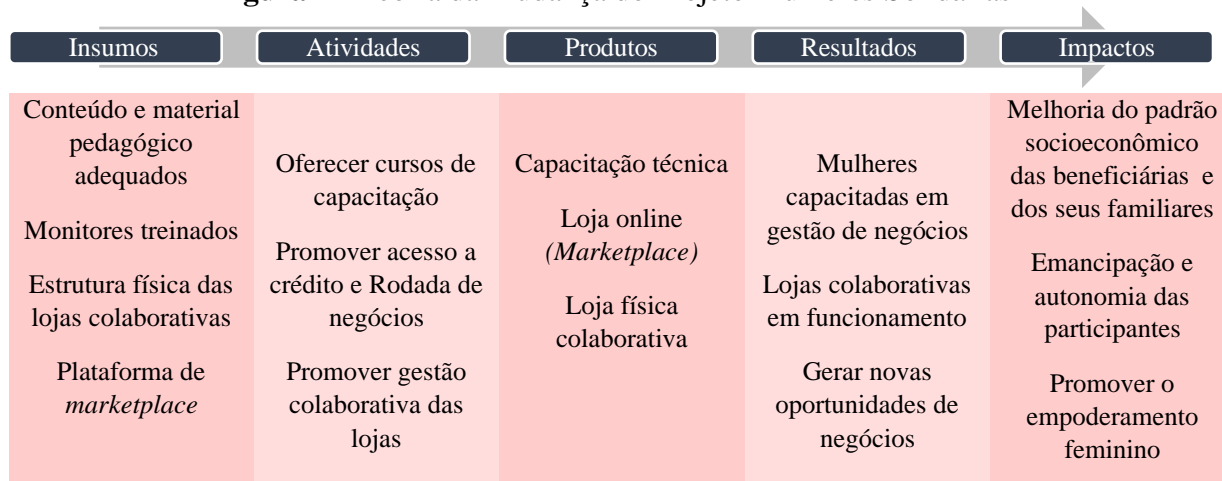 Insumos
Atividades
Produtos
Resultados
Impactos
Conteúdo e material
pedagógico
adequados
Monitores treinados
Estrutura física das
lojas colaborativas
Plataforma de
marketplace
Oferecer cursos de
capacitação
Promover acesso a
crédito e Rodada de
negócios
Promover gestão
colaborativa das
lojas
Capacitação técnica
Loja online
(Marketplace)
Loja física
colaborativa
Mulheres
capacitadas em
gestão de negócios
Lojas colaborativas
em funcionamento
Gerar novas
oportunidades de
negócios
Melhoria do padrão
socioeconômico
das beneficiárias e
dos seus familiares
Emancipação e
autonomia das
participantes
Promover o
empoderamento
feminino